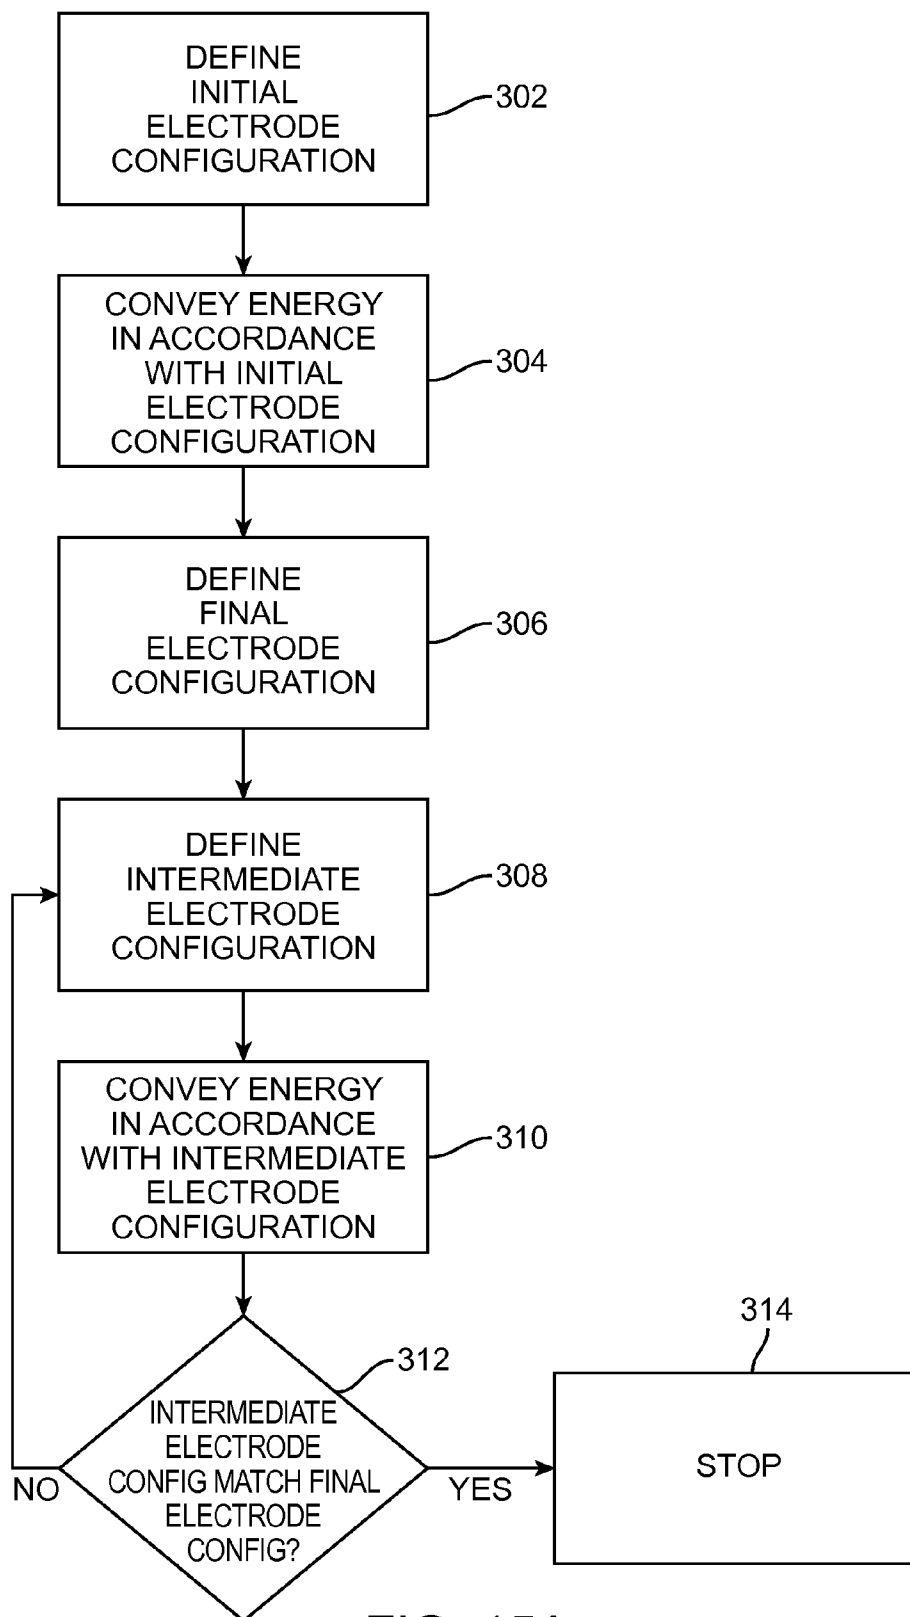 DEFINE
INITIAL
ELECTRODE
CONFIGURATION
302
CONVEY ENERGY
IN ACCORDANCE
WITH INITIAL
ELECTRODE
CONFIGURATION
304
DEFINE
FINAL
ELECTRODE
CONFIGURATION
306
DEFINE
INTERMEDIATE
ELECTRODE
CONFIGURATION
308
CONVEY ENERGY
IN ACCORDANCE
WITH INTERMEDIATE
ELECTRODE
CONFIGURATION
310
INTERMEDIATE
ELECTRODE
CONFIG MATCH FINAL
ELECTRODE
CONFIG?
312
NO
YES
314
STOP